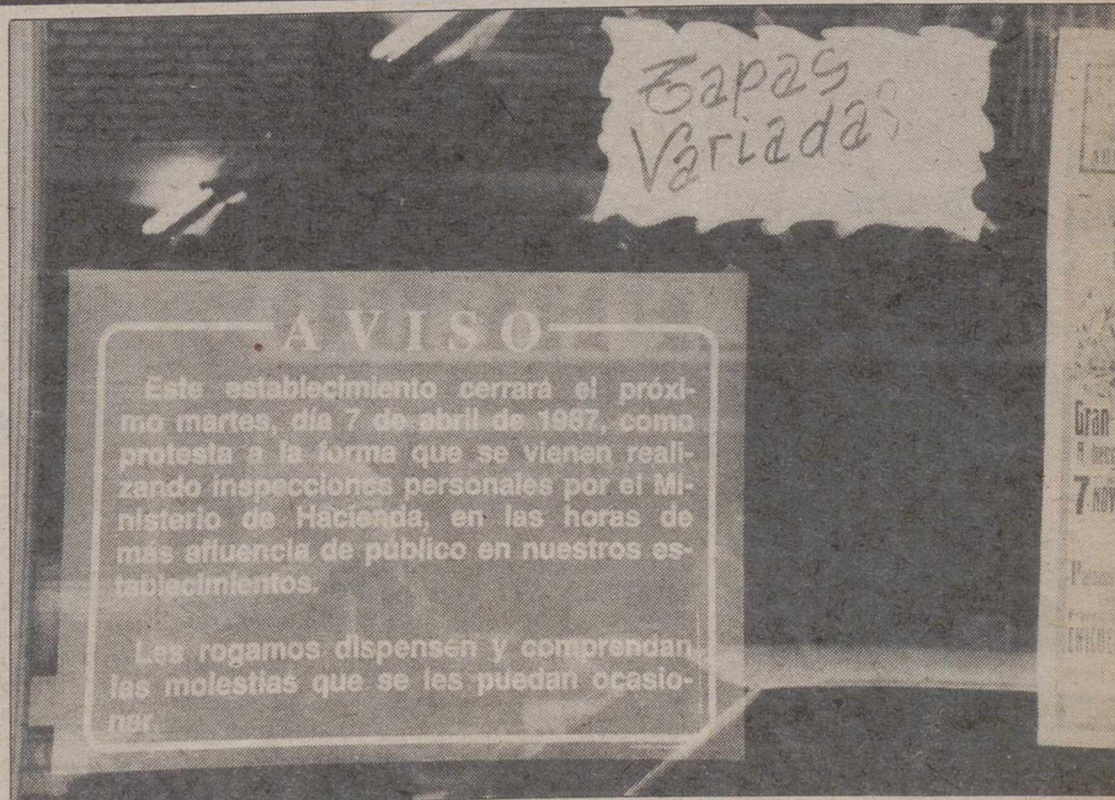 Tapas
Variadas
AVISO
Este establecimiento cerrará el próxi-
mo martes, día 7 de abril de 1987, como
protesta a la forma que se vienen reali-
zando inspecciones personales por el Mi-
nisterio de Hacienda, en las horas de
más afluencia de público en nuestros es-
tablecimientos.
Les rogamos dispensen y comprendan
las molestias que se les puedan ocasio-
nar.
Gran
7